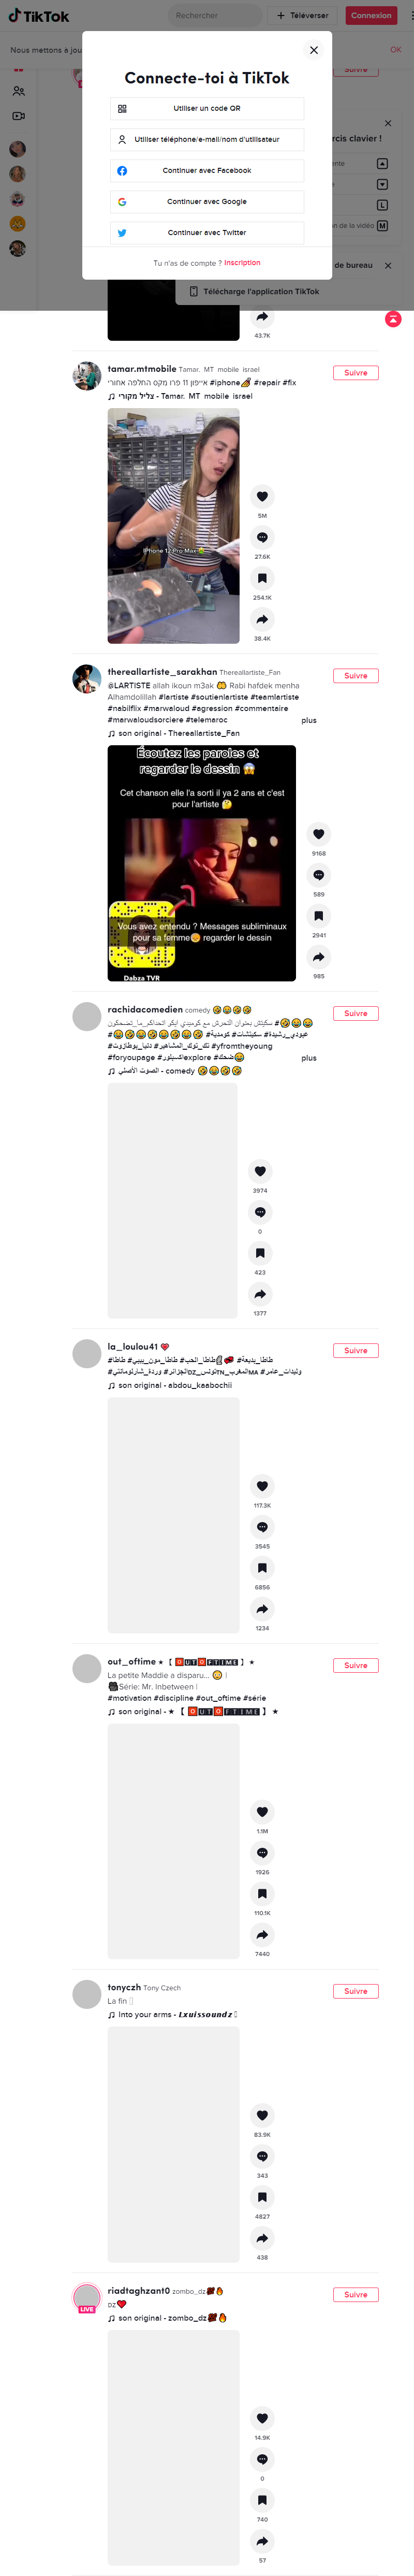 TikTok
Rechercher
Téléverser
Connexion
Nous mettons à jou
OK
Suivre
Connecte-toi à TikTok
Utiliser un code QR
Utiliser téléphone/e-mail/nom d'utilisateur
Continuer avec Facebook
Continuer avec Google
Continuer avec Twitter
Tu n'as de compte ? Inscription
rcis clavier !
ente
L
on de la vidéo M
de bureau
Télécharge l'application TikTok
43.7K
tamar.mtmobile Tamar. MT mobile israel
Suivre
אייפון 11 פרו מקס החלפה אחורי #iphone #repair #fix
צליל מקורי - Tamar. MT mobile israel
IPhone 12 Pro Max
5M
27.6K
254.1K
38.4K
thereallartiste_sarakhan Thereallartiste_Fan
Suivre
@LARTISTE allah ikoun m3ak 🤲 Rabi hafdek menha
Alhamdolillah #lartiste #soutienlartiste #teamlartiste
#nabilflix #marwaloud #agression #commentaire
#marwaloudsorciere #telemaroc
plus
son original - Thereallartiste_Fan
Écoutez les paroles et
regarder le dessin 😱
Cet chanson elle l'a sorti il ya 2 ans et c'est
pour l'artiste 🤔
Vous avez entendu ? Messages subliminaux
pour sa femme😡 regarder le dessin
Dabza TVR
9168
589
2941
985
rachidacomedien comedy 🤣😂🤣🤣
Suivre
سكيتش بعنوان التحرش مع كوميدي ايكر اتحداكم_ما_تضحكون #🤣😂😂
#عبودي_رشيدة #سكيتشات #كوميدية #🤣😂🤣😂🤣😂🤣😂
#تك_توك_المشاهير #دنيا_بوطازوت #yfromtheyoung
#foryoupage #اكسبلورexplore #ضحك😂
plus
الصوت الأصلي - comedy 🤣😂🤣🤣
3974
0
423
1377
la_loulou41 💗
Suivre
#طاطا_بديعة #طاطا_الحب #طاطا_مون_بيبي #طاطا
#وليدات_عامر #المغرب_MA #تونس_TN #الجزائر_DZ #وردة_شارلومانتي
son original - abdou_kaabochii
117.3K
3545
6856
1234
out_oftime ★ 【 🅾🆄🆃🅾🅵🆃🅸🅼🅴 】 ★
Suivre
La petite Maddie a disparu... 😳 |
🎥Série: Mr. Inbetween |
#motivation #discipline #out_oftime #série
son original - ★ 【 🅾🆄🆃🅾🅵🆃🅸🅼🅴 】 ★
1.1M
1926
110.1K
7440
tonyczh Tony Czech
Suivre
La fin
Into your arms - Lxuissoundz
83.9K
343
4827
438
LIVE
riadtaghzant0 zombo_dz🔥
Suivre
DZ❤️
son original - zombo_dz🔥
14.9K
0
740
57